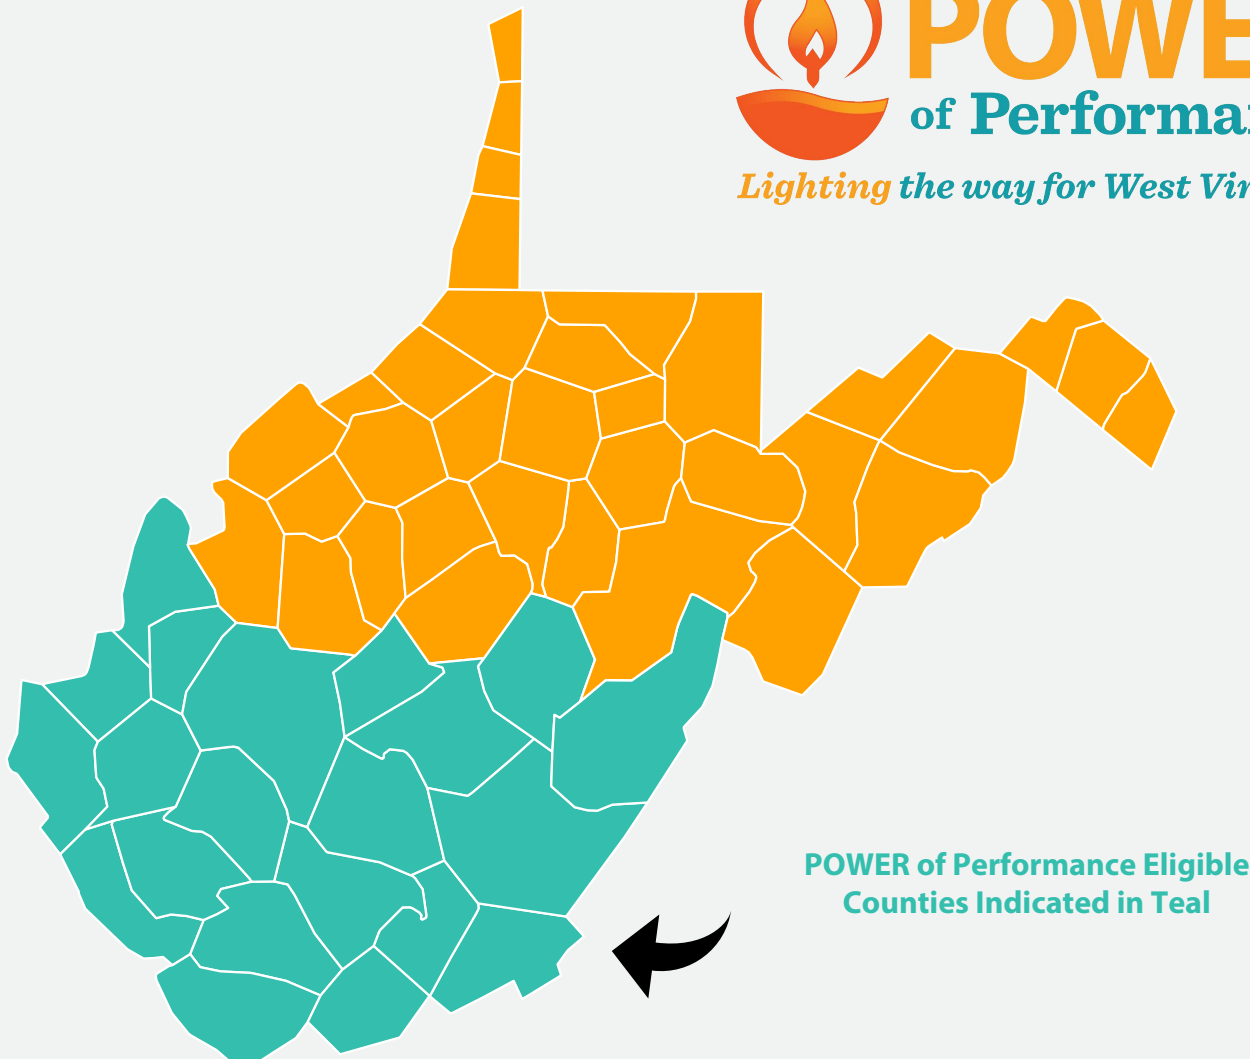 POWE
of Performa
Lighting the way for West Vir
POWER of Performance Eligible
Counties Indicated in Teal